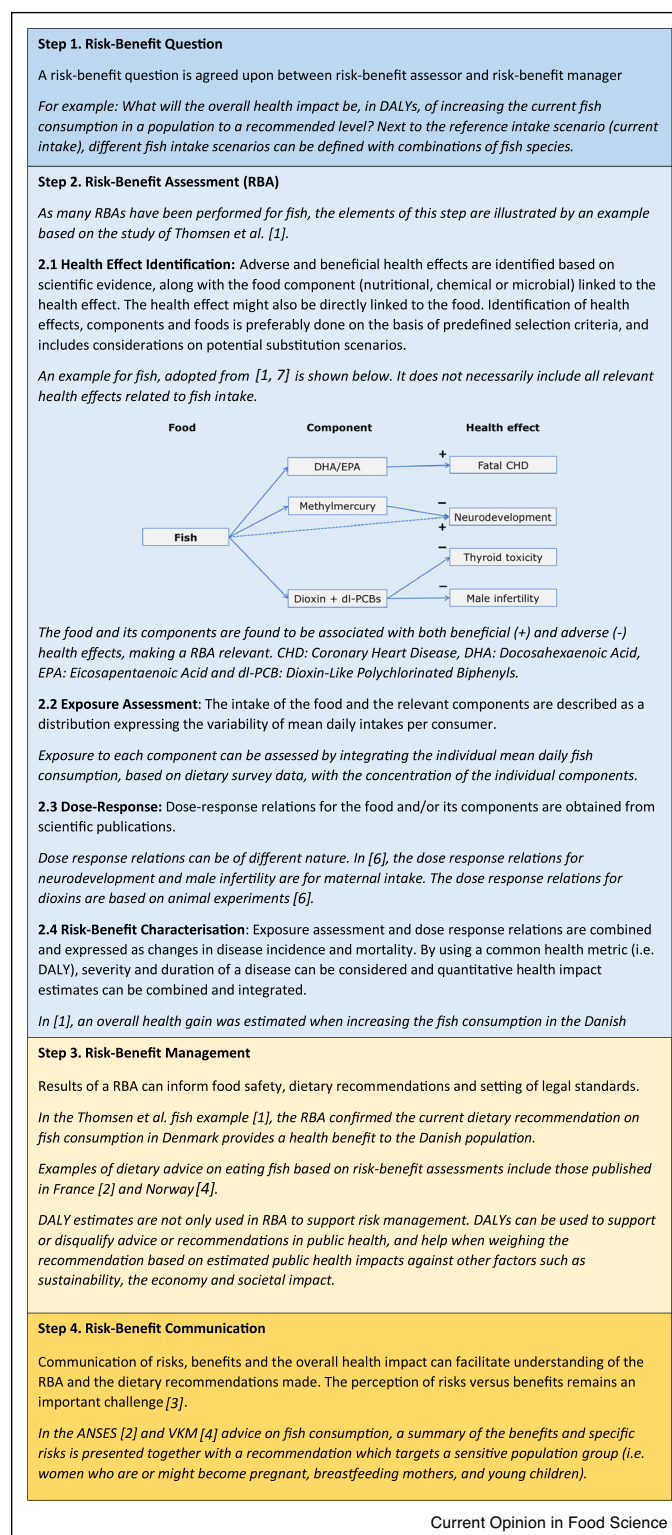 Step 1. Risk-Benefit Question
A risk-benefit question is agreed upon between risk-benefit assessor and risk-benefit manager
For example: What will the overall health impact be, in DALYs, of increasing the current fish
consumption in a population to a recommended level? Next to the reference intake scenario (current
intake), different fish intake scenarios can be defined with combinations of fish species.
Step 2. Risk-Benefit Assessment (RBA)
As many RBAs have been performed for fish, the elements of this step are illustrated by an example
based on the study of Thomsen et al. [1].
2.1 Health Effect Identification: Adverse and beneficial health effects are identified based on
scientific evidence, along with the food component (nutritional, chemical or microbial) linked to the
health effect. The health effect might also be directly linked to the food. Identification of health
effects, components and foods is preferably done on the basis of predefined selection criteria, and
includes considerations on potential substitution scenarios.
An example for fish, adopted from [1, 7] is shown below. It does not necessarily include all relevant
health effects related to fish intake.
Food Component Health effect
+
DHA/EPA Fatal CHD
−
Methylmercury
Neurodevelopment
+
Fish
−
Thyroid toxicity
−
Dioxin + dl-PCBs Male infertility
The food and its components are found to be associated with both beneficial (+) and adverse (-)
health effects, making a RBA relevant. CHD: Coronary Heart Disease, DHA: Docosahexaenoic Acid,
EPA: Eicosapentaenoic Acid and dl-PCB: Dioxin-Like Polychlorinated Biphenyls.
2.2 Exposure Assessment: The intake of the food and the relevant components are described as a
distribution expressing the variability of mean daily intakes per consumer.
Exposure to each component can be assessed by integrating the individual mean daily fish
consumption, based on dietary survey data, with the concentration of the individual components.
2.3 Dose-Response: Dose-response relations for the food and/or its components are obtained from
scientific publications.
Dose response relations can be of different nature. In [6], the dose response relations for
neurodevelopment and male infertility are for maternal intake. The dose response relations for
dioxins are based on animal experiments [6].
2.4 Risk-Benefit Characterisation: Exposure assessment and dose response relations are combined
and expressed as changes in disease incidence and mortality. By using a common health metric (i.e.
DALY), severity and duration of a disease can be considered and quantitative health impact
estimates can be combined and integrated.
In [1], an overall health gain was estimated when increasing the fish consumption in the Danish
Step 3. Risk-Benefit Management
Results of a RBA can inform food safety, dietary recommendations and setting of legal standards.
In the Thomsen et al. fish example [1], the RBA confirmed the current dietary recommendation on
fish consumption in Denmark provides a health benefit to the Danish population.
Examples of dietary advice on eating fish based on risk-benefit assessments include those published
in France [2] and Norway [4].
DALY estimates are not only used in RBA to support risk management. DALYs can be used to support
or disqualify advice or recommendations in public health, and help when weighing the
recommendation based on estimated public health impacts against other factors such as
sustainability, the economy and societal impact.
Step 4. Risk-Benefit Communication
Communication of risks, benefits and the overall health impact can facilitate understanding of the
RBA and the dietary recommendations made. The perception of risks versus benefits remains an
important challenge [3].
In the ANSES [2] and VKM [4] advice on fish consumption, a summary of the benefits and specific
risks is presented together with a recommendation which targets a sensitive population group (i.e.
women who are or might become pregnant, breastfeeding mothers, and young children).
Current Opinion in Food Science